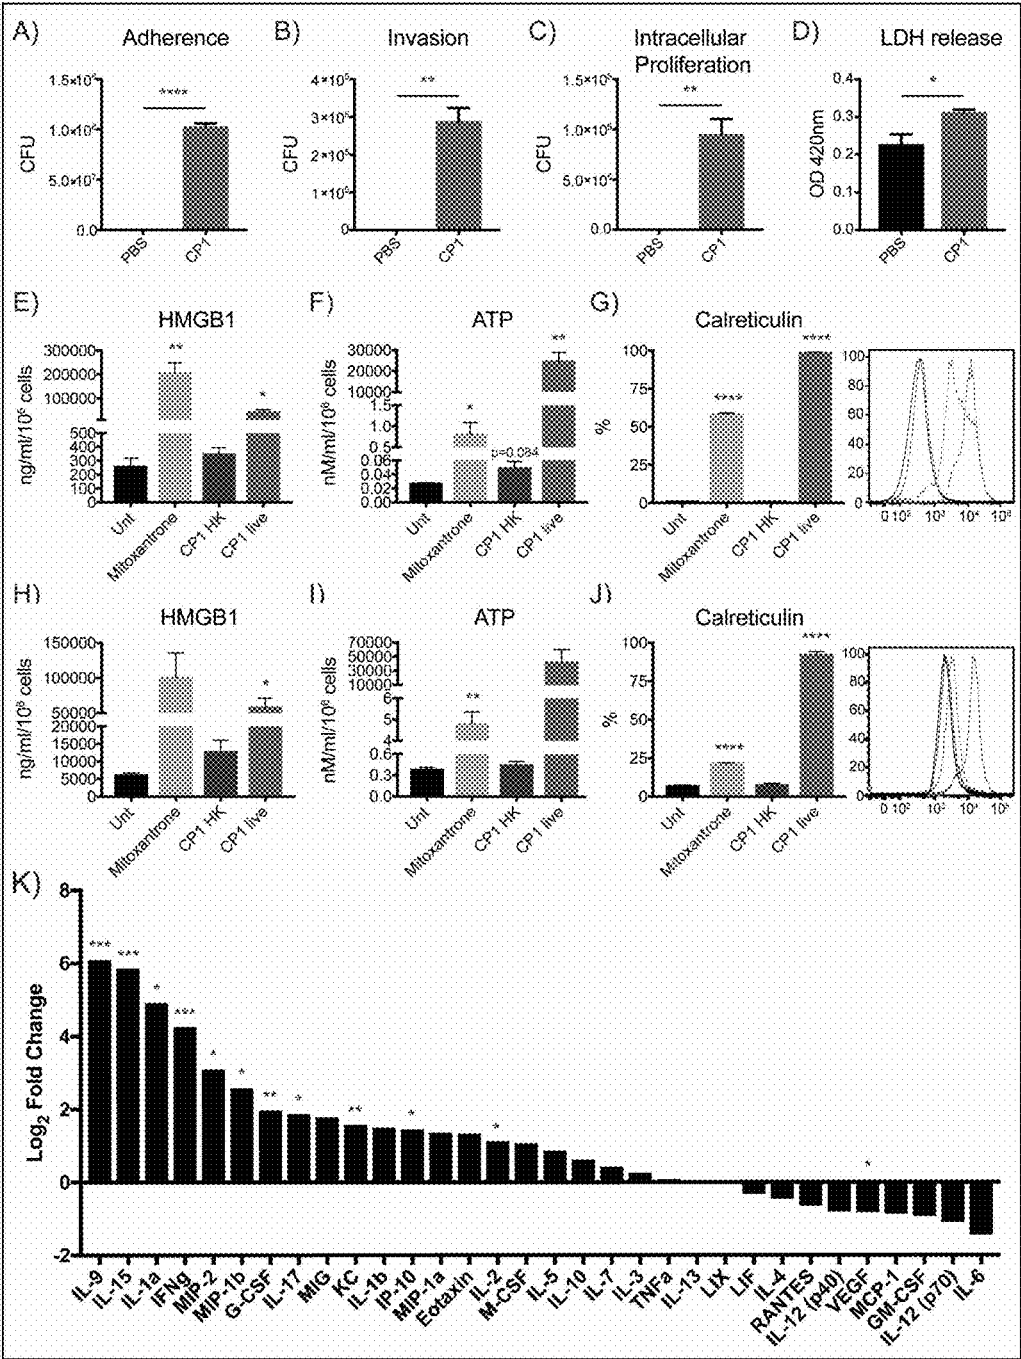 A) Adherence
1.5×10⁸
****
1.0×10⁸
5.0×10⁷
0.0
CFU
PBS
CP1
B) Invasion
4×10⁵
**
3×10⁵
2×10⁵
1×10⁵
0
CFU
PBS
CP1
C) Intracellular
Proliferation
**
0.0
CFU
PBS
CP1
D) LDH release
0.4
*
0.3
0.2
0.1
0.0
OD 420nm
PBS
CP1
E) HMGB1
300000
**
200000
100000
*
500
400
300
200
100
0
ng/ml/10⁶ cells
Unt
Mitoxantrone
CP1 HK
CP1 live
F) ATP
30000
**
20000
10000
1.5
*
1.0
0.5
p=0.084
0.06
0.04
0.02
0.00
nM/ml/10⁶ cells
Unt
Mitoxantrone
CP1 HK
CP1 live
G) Calreticulin
100
****
75
****
50
25
0
%
Unt
Mitoxantrone
CP1 HK
CP1 live
100
80
60
40
20
0
0 10² 10³ 10⁴ 10⁵
H) HMGB1
150000
100000
*
50000
20000
15000
10000
5000
0
ng/ml/10⁶ cells
Unt
Mitoxantrone
CP1 HK
CP1 live
I) ATP
70000
50000
30000
10000
6
**
5
4
0.6
0.3
0.0
nM/ml/10⁶ cells
Unt
Mitoxantrone
CP1 HK
CP1 live
J) Calreticulin
****
100
75
50
****
25
0
%
Unt
Mitoxantrone
CP1 HK
CP1 live
100
80
60
40
20
0
0 10² 10³ 10⁴ 10⁵
K)
8
6
4
2
0
-2
Log₂ Fold Change
*** *** * *** * * ** * ** * * *
IL-9
IL-15
IL-1a
IFNg
MIP-2
MIP-1b
G-CSF
IL-17
MIG
KC
IL-1b
IP-10
MIP-1a
Eotaxin
IL-2
M-CSF
IL-5
IL-10
IL-7
IL-3
TNFa
IL-13
LIX
LIF
IL-4
RANTES
IL-12 (p40)
VEGF
MCP-1
GM-CSF
IL-12 (p70)
IL-6